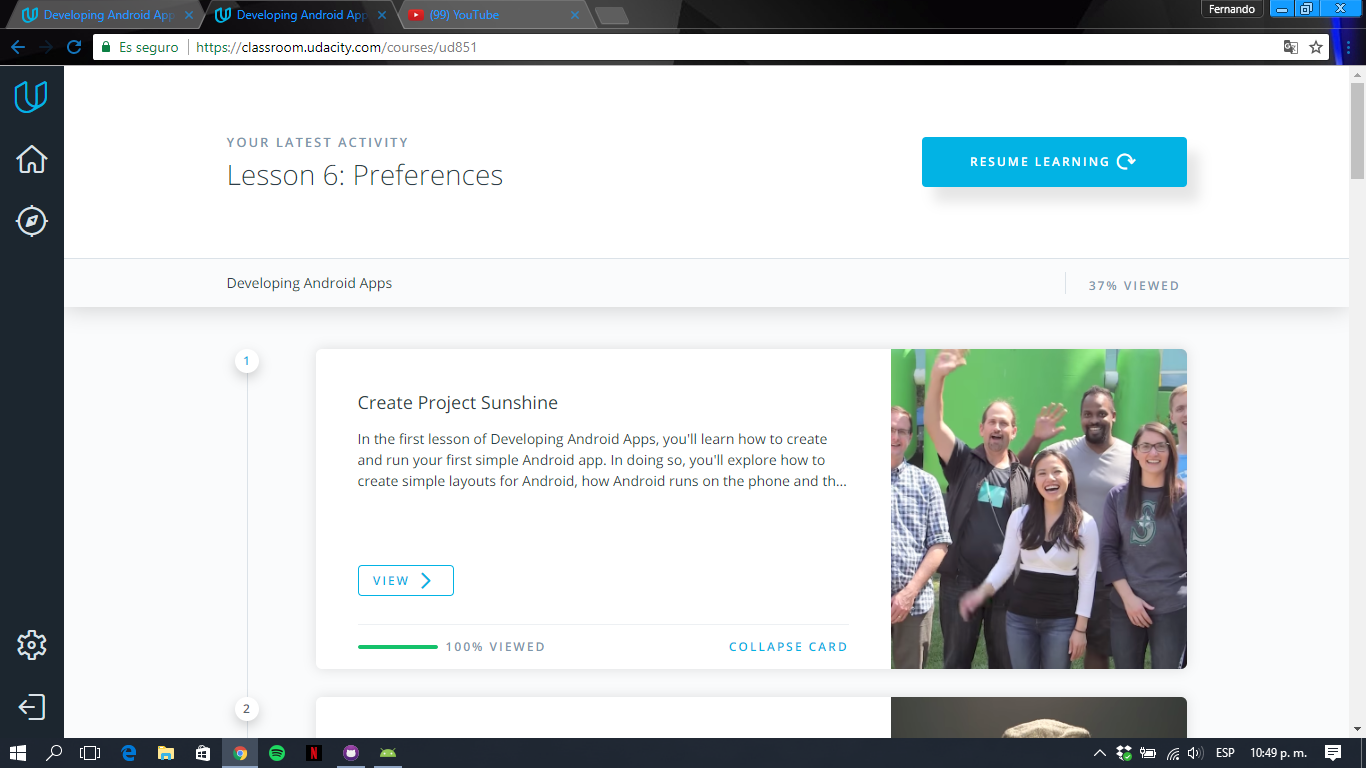 Developing Android App
Developing Android App
(99) YouTube
Fernando
Es seguro
https://classroom.udacity.com/courses/ud851
YOUR LATEST ACTIVITY
Lesson 6: Preferences
RESUME LEARNING
Developing Android Apps
37% VIEWED
1
Create Project Sunshine
In the first lesson of Developing Android Apps, you'll learn how to create
and run your first simple Android app. In doing so, you'll explore how to
create simple layouts for Android, how Android runs on the phone and th...
S
VIEW
100% VIEWED
COLLAPSE CARD
2
N
ESP
10:49 p. m.